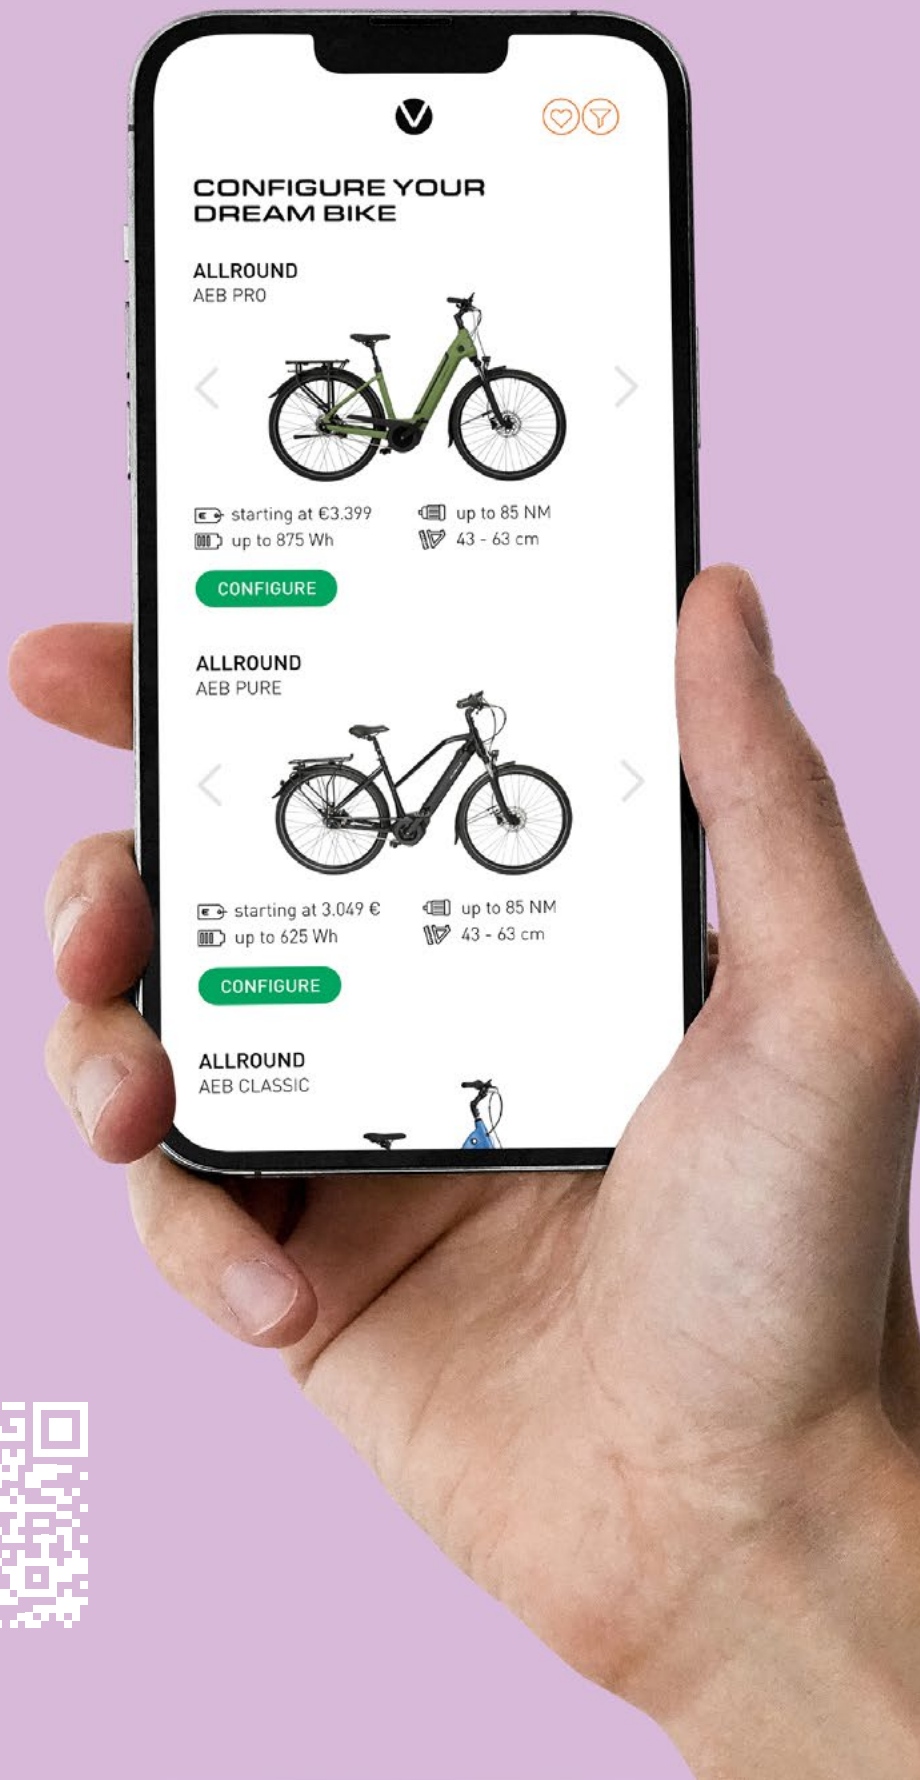 CONFIGURE YOUR
DREAM BIKE
ALLROUND
AEB PRO
starting at €3.399
up to 85 NM
up to 875 Wh
43 - 63 cm
CONFIGURE
ALLROUND
AEB PURE
starting at 3.049 €
up to 85 NM
up to 625 Wh
43 - 63 cm
CONFIGURE
ALLROUND
AEB CLASSIC